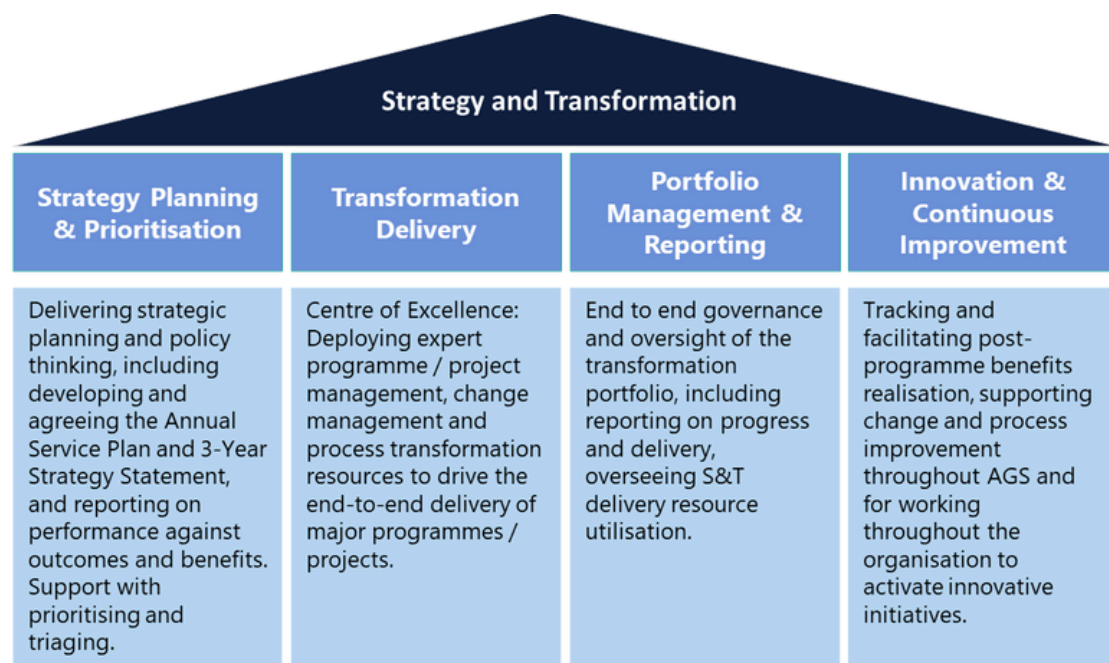 Strategy and Transformation
Strategy Planning
& Prioritisation
Transformation
Delivery
Portfolio
Management &
Reporting
Innovation &
Continuous
Improvement
Delivering strategic
planning and policy
thinking, including
developing and
agreeing the Annual
Service Plan and 3-Year
Strategy Statement,
and reporting on
performance against
outcomes and benefits.
Support with
prioritising and
triaging.
Centre of Excellence:
Deploying expert
programme / project
management, change
management and
process transformation
resources to drive the
end-to-end delivery of
major programmes /
projects.
End to end governance
and oversight of the
transformation
portfolio, including
reporting on progress
and delivery,
overseeing S&T
delivery resource
utilisation.
Tracking and
facilitating post-
programme benefits
realisation, supporting
change and process
improvement
throughout AGS and
for working
throughout the
organisation to
activate innovative
initiatives.